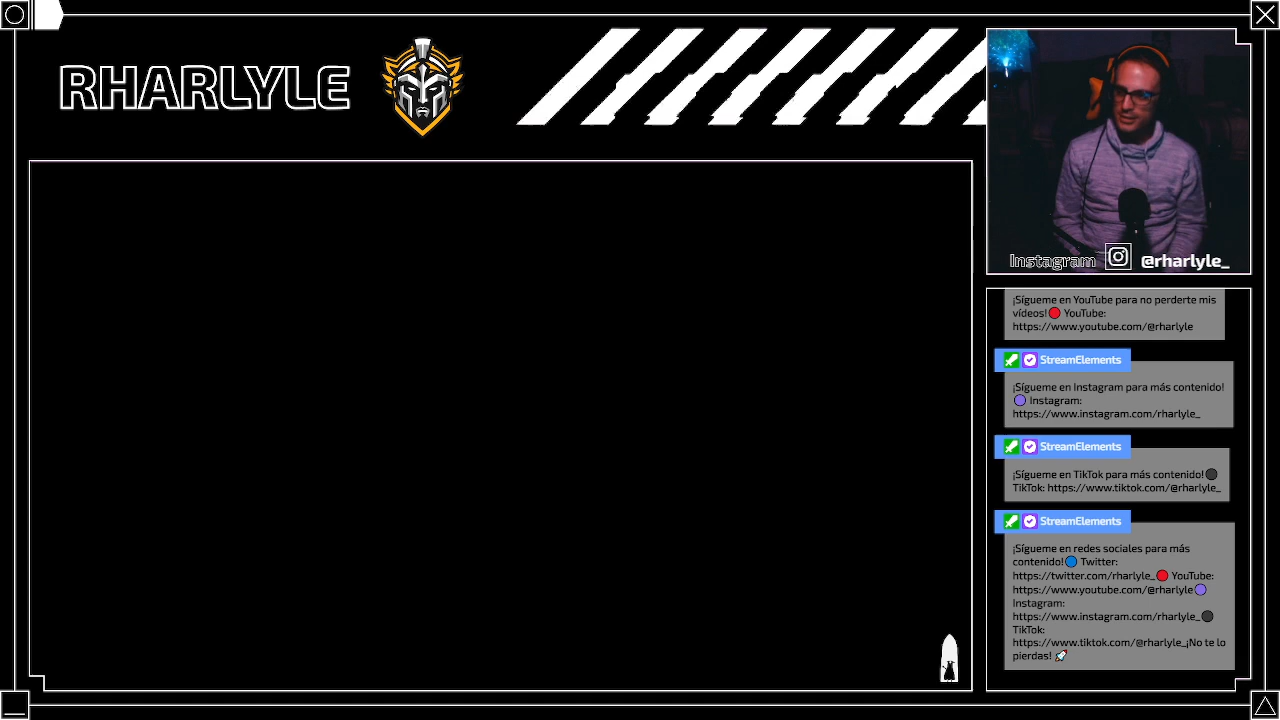 RHARLYLE
Instagram @rharlyle_
¡Sígueme en YouTube para no perderte mis
vídeos! YouTube:
https://www.youtube.com/@rharlyle
StreamElements
¡Sígueme en Instagram para más contenido!
Instagram:
https://www.instagram.com/rharlyle_
StreamElements
¡Sígueme en TikTok para más contenido!
TikTok: https://www.tiktok.com/@rharlyle_
StreamElements
¡Sígueme en redes sociales para más
contenido! Twitter:
https://twitter.com/rharlyle_ YouTube:
https://www.youtube.com/@rharlyle
Instagram:
https://www.instagram.com/rharlyle_
TikTok:
https://www.tiktok.com/@rharlyle_¡No te lo
pierdas!